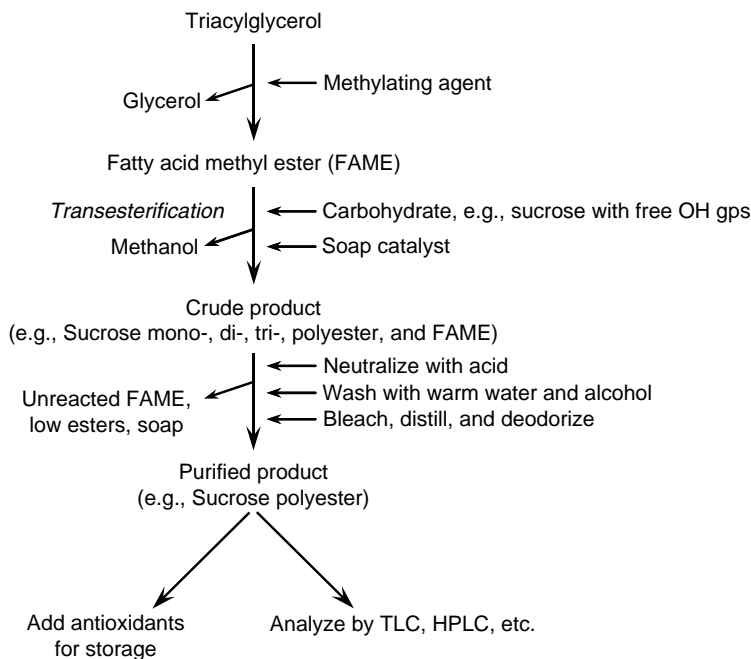 Triacylglycerol
Methylating agent
Glycerol
Fatty acid methyl ester (FAME)
Transesterification
Carbohydrate, e.g., sucrose with free OH gps
Methanol
Soap catalyst
Crude product
(e.g., Sucrose mono-, di-, tri-, polyester, and FAME)
Neutralize with acid
Unreacted FAME,
low esters, soap
Wash with warm water and alcohol
Bleach, distill, and deodorize
Purified product
(e.g., Sucrose polyester)
Add antioxidants
for storage
Analyze by TLC, HPLC, etc.